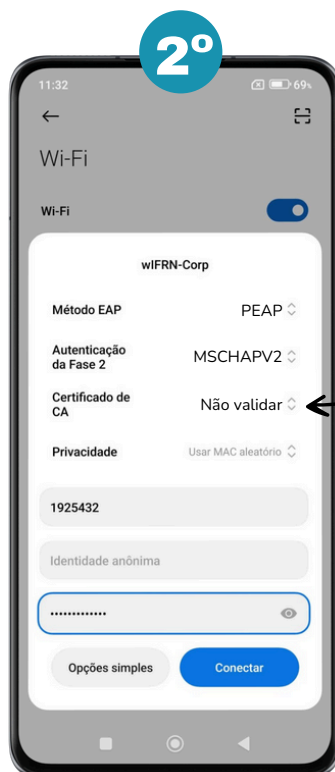 2º
11:32
69%
Wi-Fi
Wi-Fi
wIFRN-Corp
Método EAP
PEAP
Autenticação
da Fase 2
MSCHAPV2
Certificado de
CA
Não validar
Privacidade
Usar MAC aleatório
1925432
Identidade anônima
•••••••••••••
Opções simples
Conectar